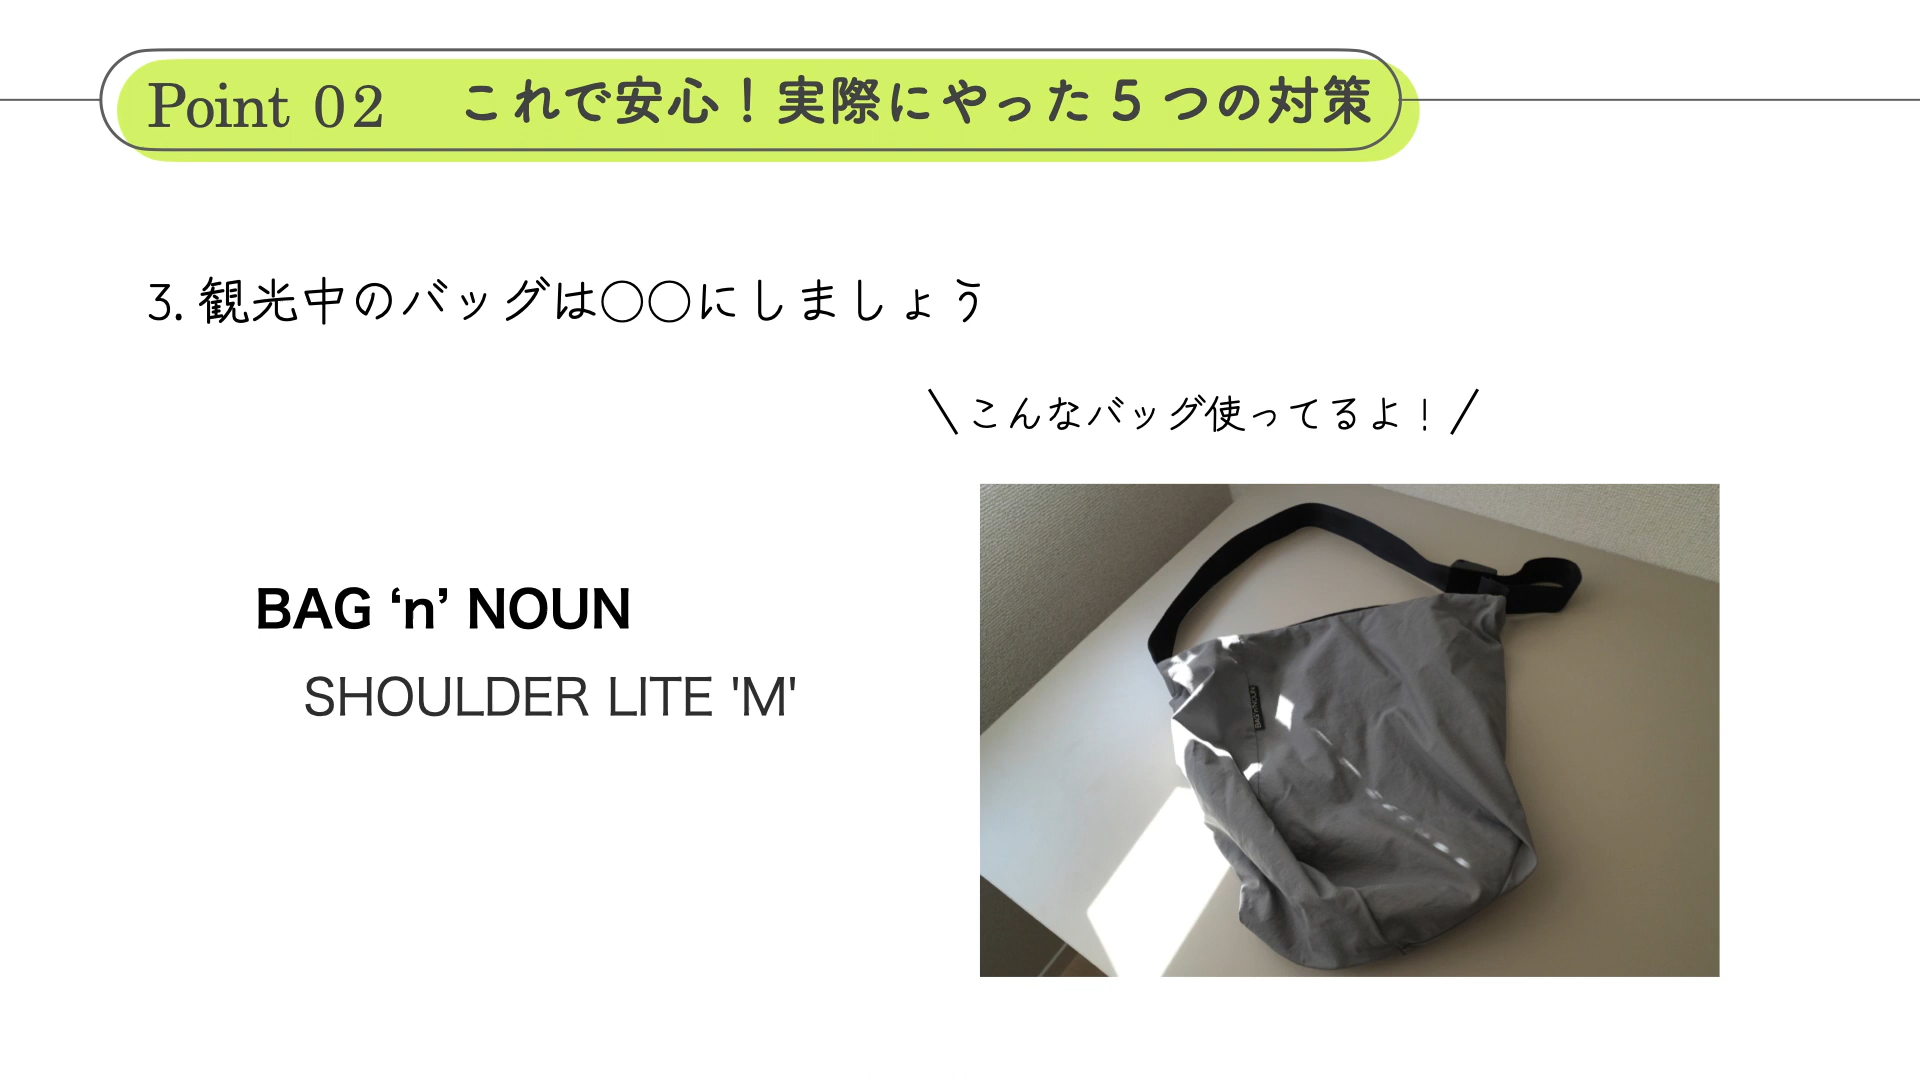 Point 02 これで安心！実際にやった5つの対策
3. 観光中のバッグは○○にしましょう
\ こんなバッグ使ってるよ！ /
BAG ‘n’ NOUN
SHOULDER LITE 'M'
BAG'n'NOUN